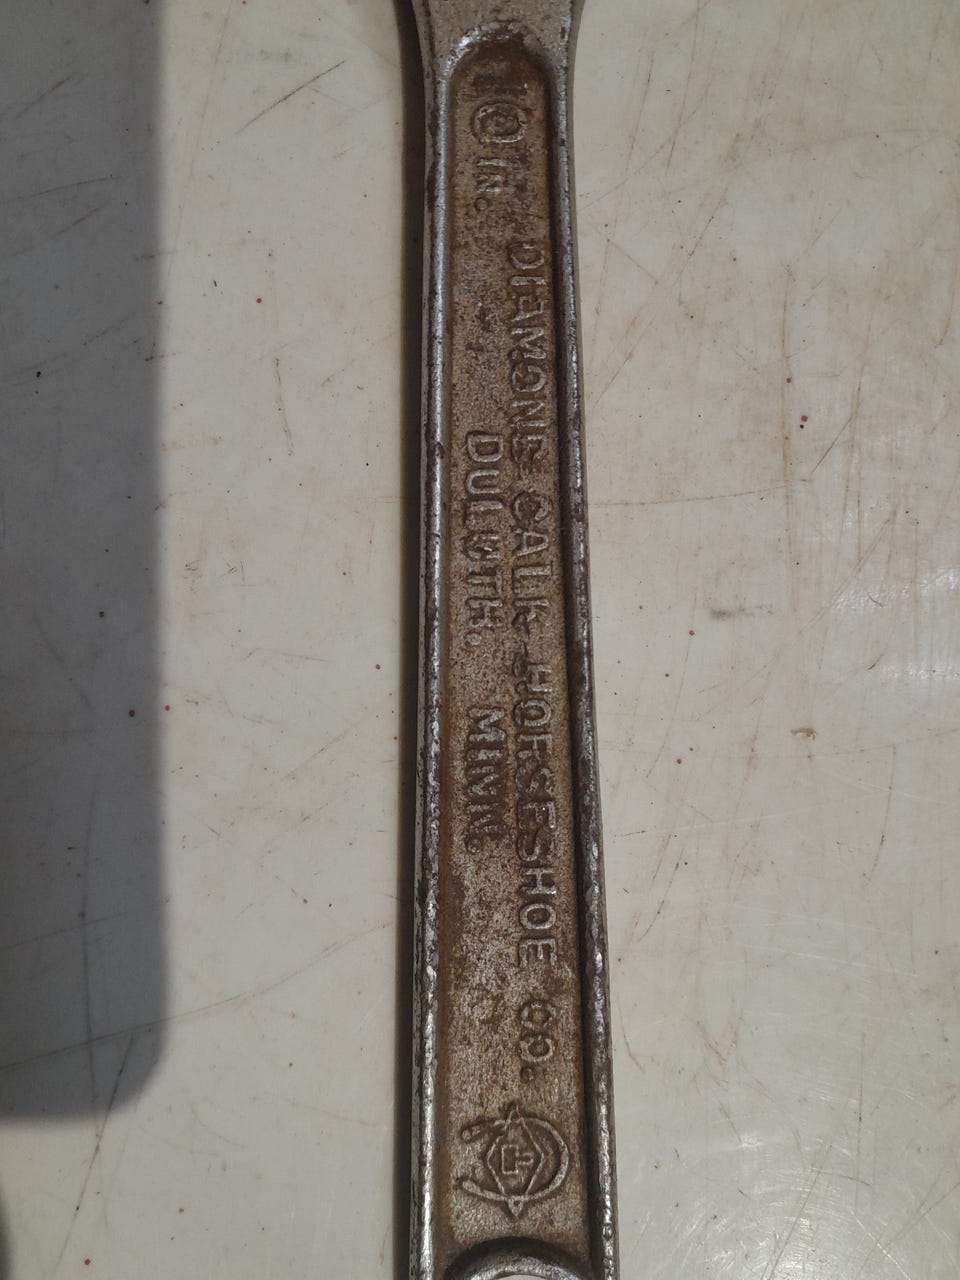 10 IN.
DIAMOND CALK HORSESHOE CO.
DULUTH. MINN.